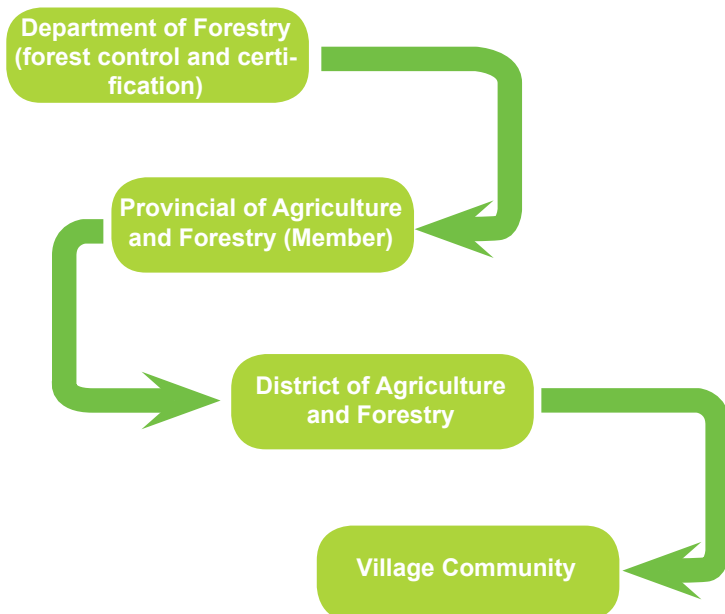 Department of Forestry
(forest control and certi-
fication)
Provincial of Agriculture
and Forestry (Member)
District of Agriculture
and Forestry
Village Community